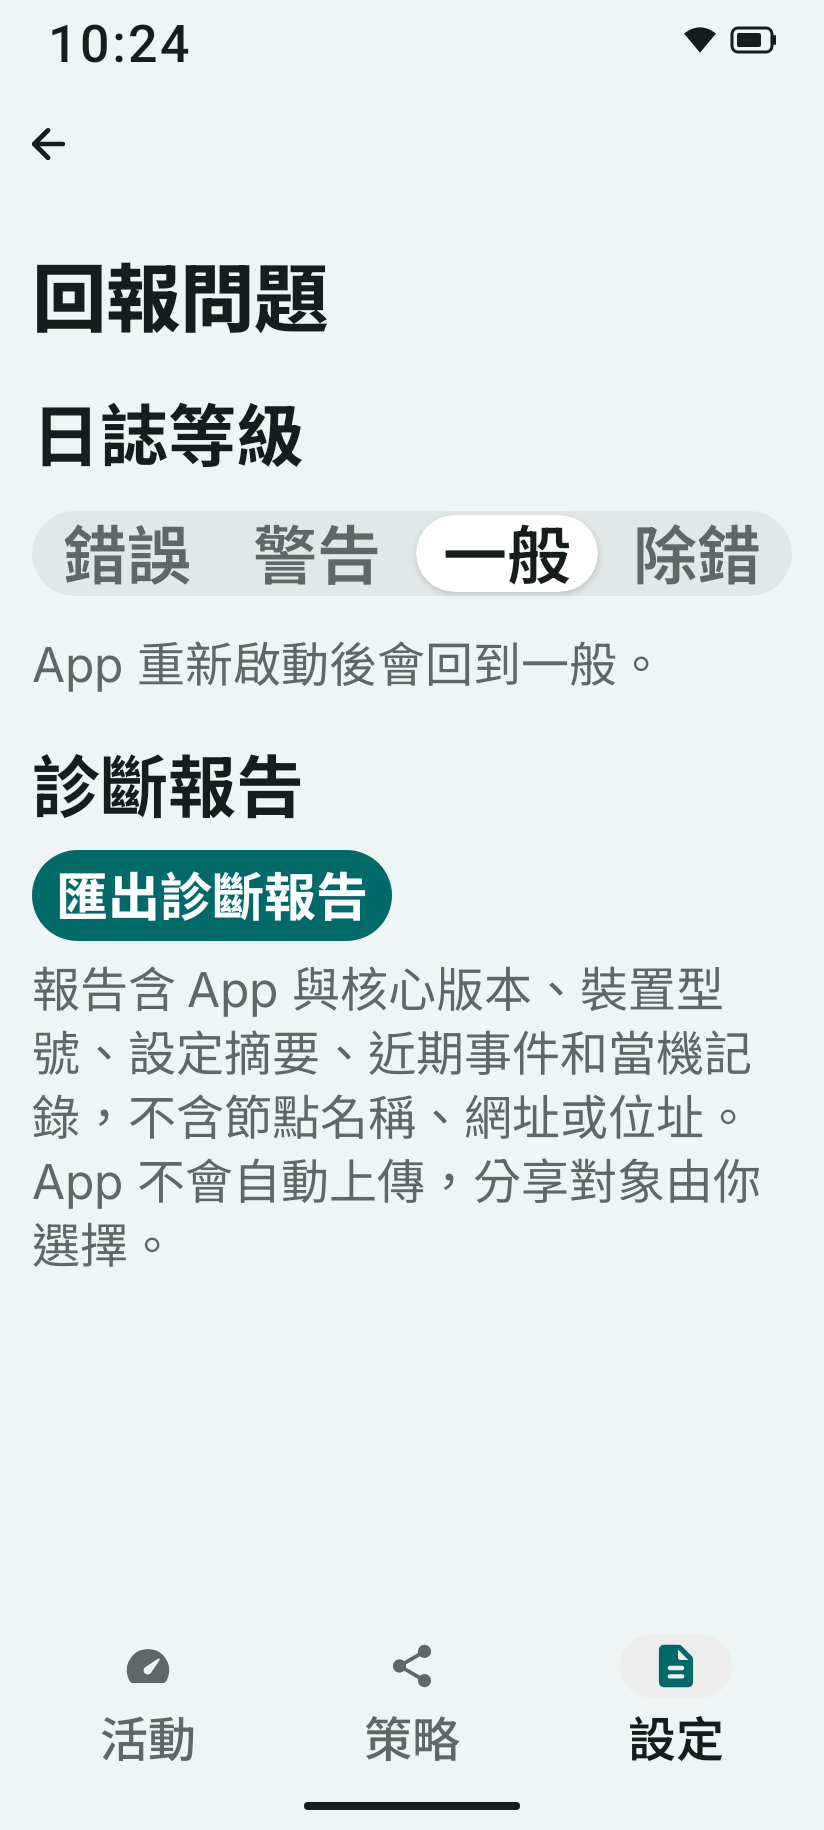 10:24
回報問題
日誌等級
錯誤 警告 一般 除錯
App 重新啟動後會回到一般。
診斷報告
匯出診斷報告
報告含 App 與核心版本、裝置型
號、設定摘要、近期事件和當機記
錄，不含節點名稱、網址或位址。
App 不會自動上傳，分享對象由你
選擇。
活動 策略 設定